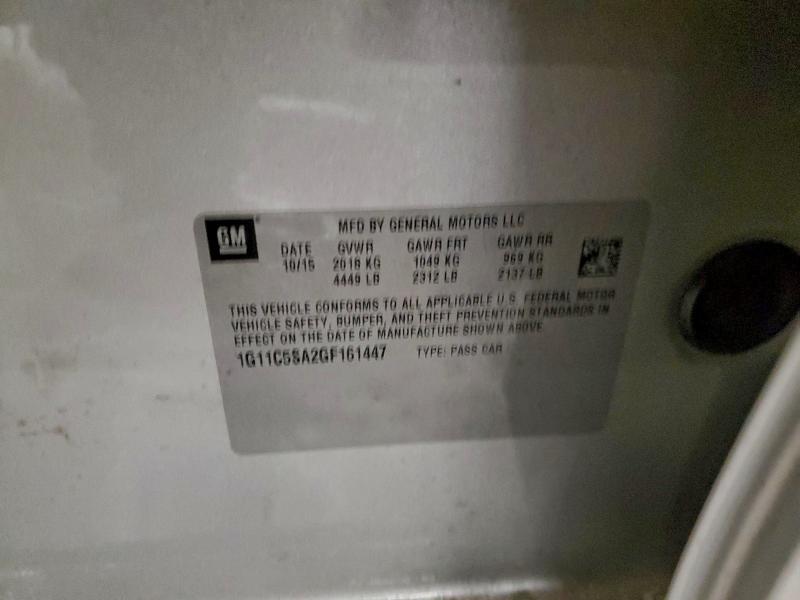 GM
MFD BY GENERAL MOTORS LLC
DATE GVWR GAWR FRT GAWR RR
10/15 2018 KG 1049 KG 969 KG
4449 LB 2312 LB 2137 LB
THIS VEHICLE CONFORMS TO ALL APPLICABLE U.S. FEDERAL MOTOR
VEHICLE SAFETY, BUMPER, AND THEFT PREVENTION STANDARDS IN
EFFECT ON THE DATE OF MANUFACTURE SHOWN ABOVE
1G11C5SA2GF161447 TYPE: PASS CAR